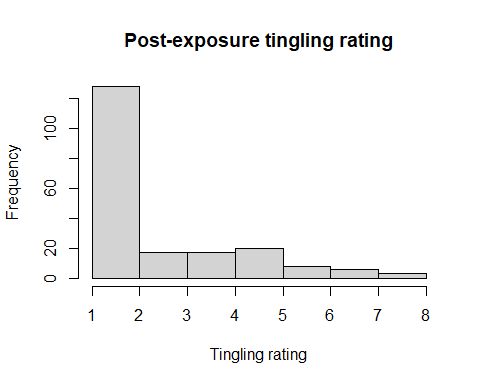 Post-exposure tingling rating
Frequency
100
60
20
0
1 2 3 4 5 6 7 8
Tingling rating